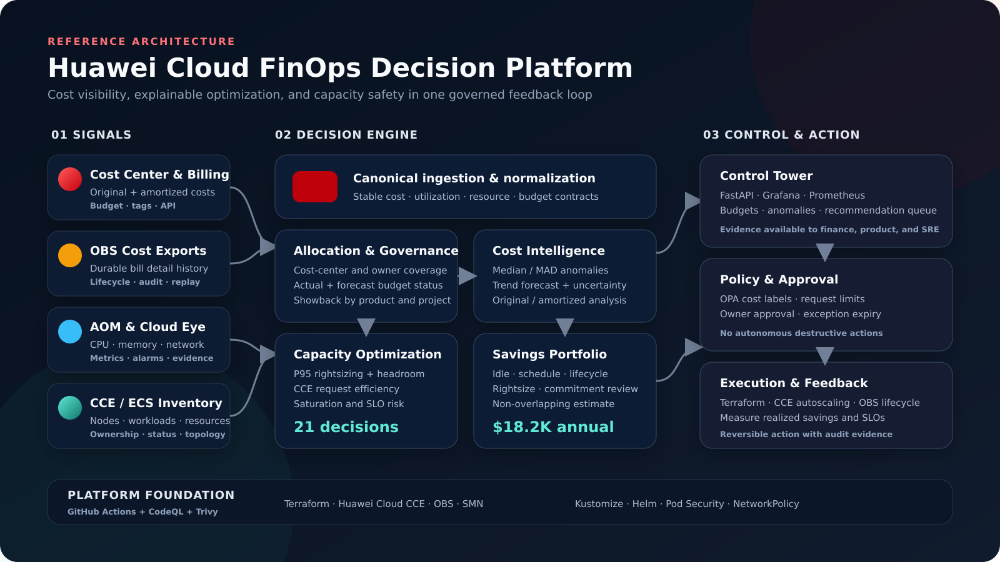 REFERENCE ARCHITECTURE
Huawei Cloud FinOps Decision Platform
Cost visibility, explainable optimization, and capacity safety in one governed feedback loop
01 SIGNALS
Cost Center & Billing
Original + amortized costs
Budget · tags · API
OBS Cost Exports
Durable bill detail history
Lifecycle · audit · replay
AOM & Cloud Eye
CPU · memory · network
Metrics · alarms · evidence
CCE / ECS Inventory
Nodes · workloads · resources
Ownership · status · topology
02 DECISION ENGINE
Canonical ingestion & normalization
Stable cost · utilization · resource · budget contracts
Allocation & Governance
Cost-center and owner coverage
Actual + forecast budget status
Showback by product and project
Cost Intelligence
Median / MAD anomalies
Trend forecast + uncertainty
Original / amortized analysis
Capacity Optimization
P95 rightsizing + headroom
CCE request efficiency
Saturation and SLO risk
21 decisions
Savings Portfolio
Idle · schedule · lifecycle
Rightsize · commitment review
Non-overlapping estimate
$18.2K annual
03 CONTROL & ACTION
Control Tower
FastAPI · Grafana · Prometheus
Budgets · anomalies · recommendation queue
Evidence available to finance, product, and SRE
Policy & Approval
OPA cost labels · request limits
Owner approval · exception expiry
No autonomous destructive actions
Execution & Feedback
Terraform · CCE autoscaling · OBS lifecycle
Measure realized savings and SLOs
Reversible action with audit evidence
PLATFORM FOUNDATION
GitHub Actions + CodeQL + Trivy
Terraform · Huawei Cloud CCE · OBS · SMN
Kustomize · Helm · Pod Security · NetworkPolicy